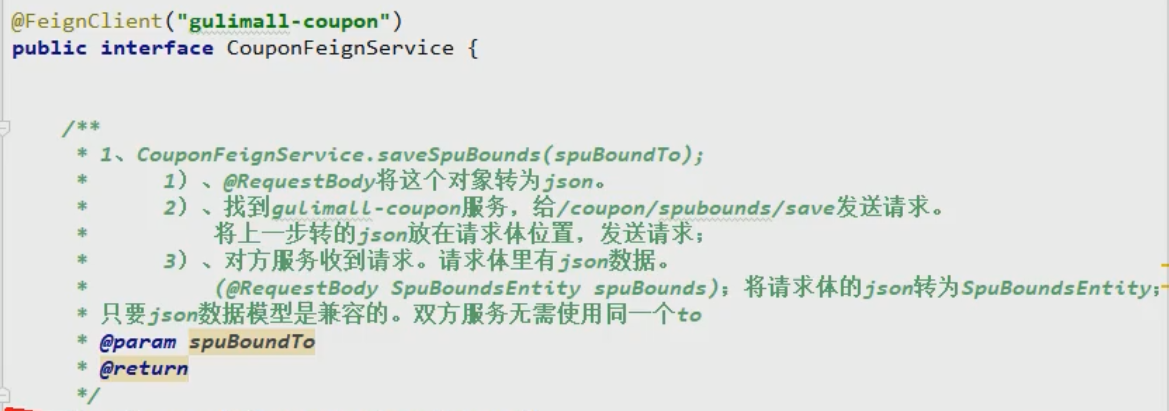 @FeignClient("gulimall-coupon")
public interface CouponFeignService {
/**
* 1、CouponFeignService.saveSpuBounds(spuBoundTo);
*      1）、@RequestBody将这个对象转为json。
*      2）、找到gulimall-coupon服务，给/coupon/spubounds/save发送请求。
*          将上一步转的json放在请求体位置，发送请求；
*      3）、对方服务收到请求。请求体里有json数据。
*          (@RequestBody SpuBoundsEntity spuBounds)；将请求体的json转为SpuBoundsEntity；
* 只要json数据模型是兼容的。双方服务无需使用同一个to
* @param spuBoundTo
* @return
*/